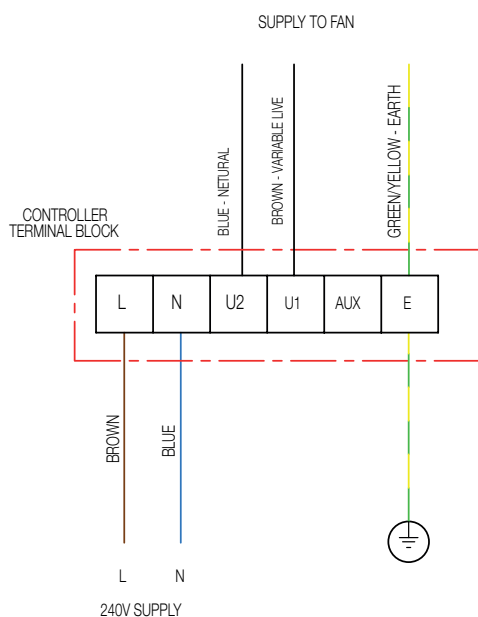 SUPPLY TO FAN
BLUE - NETURAL
BROWN - VARIABLE LIVE
GREEN/YELLOW - EARTH
CONTROLLER
TERMINAL BLOCK
L N U2 U1 AUX E
BROWN
BLUE
L N
240V SUPPLY